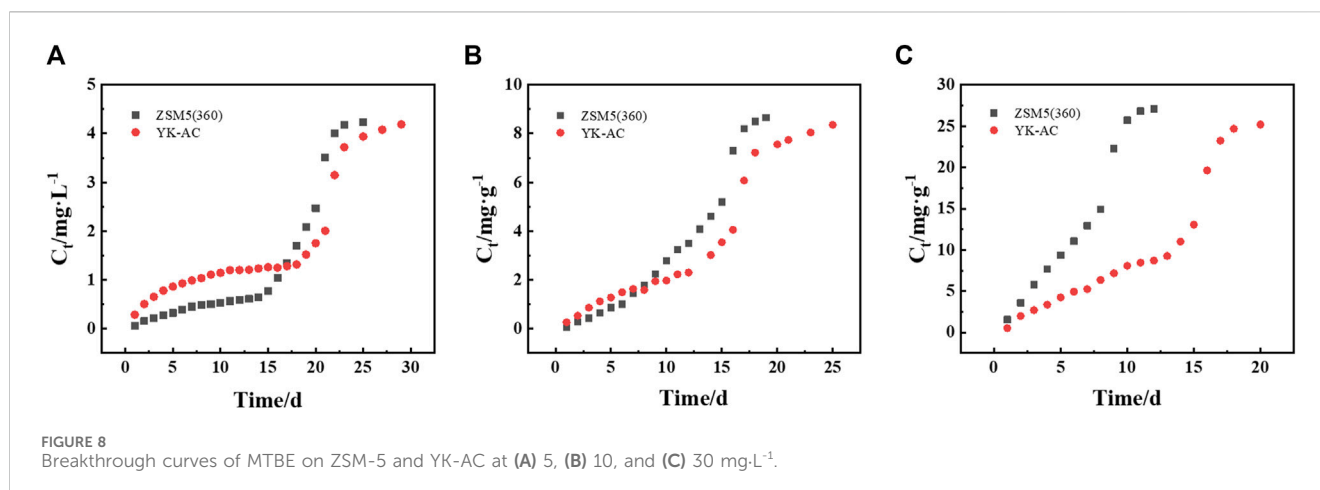 A
B
C
5
4
3
2
1
0
Ct/mg·L-1
ZSM5(360)
YK-AC
0 5 10 15 20 25 30
Time/d
10
8
6
4
2
0
Ct/mg·g-1
ZSM5(360)
YK-AC
0 5 10 15 20 25
Time/d
30
25
20
15
10
5
0
Ct/mg·g-1
ZSM5(360)
YK-AC
0 5 10 15 20
Time/d
FIGURE 8
Breakthrough curves of MTBE on ZSM-5 and YK-AC at (A) 5, (B) 10, and (C) 30 mg·L-1.